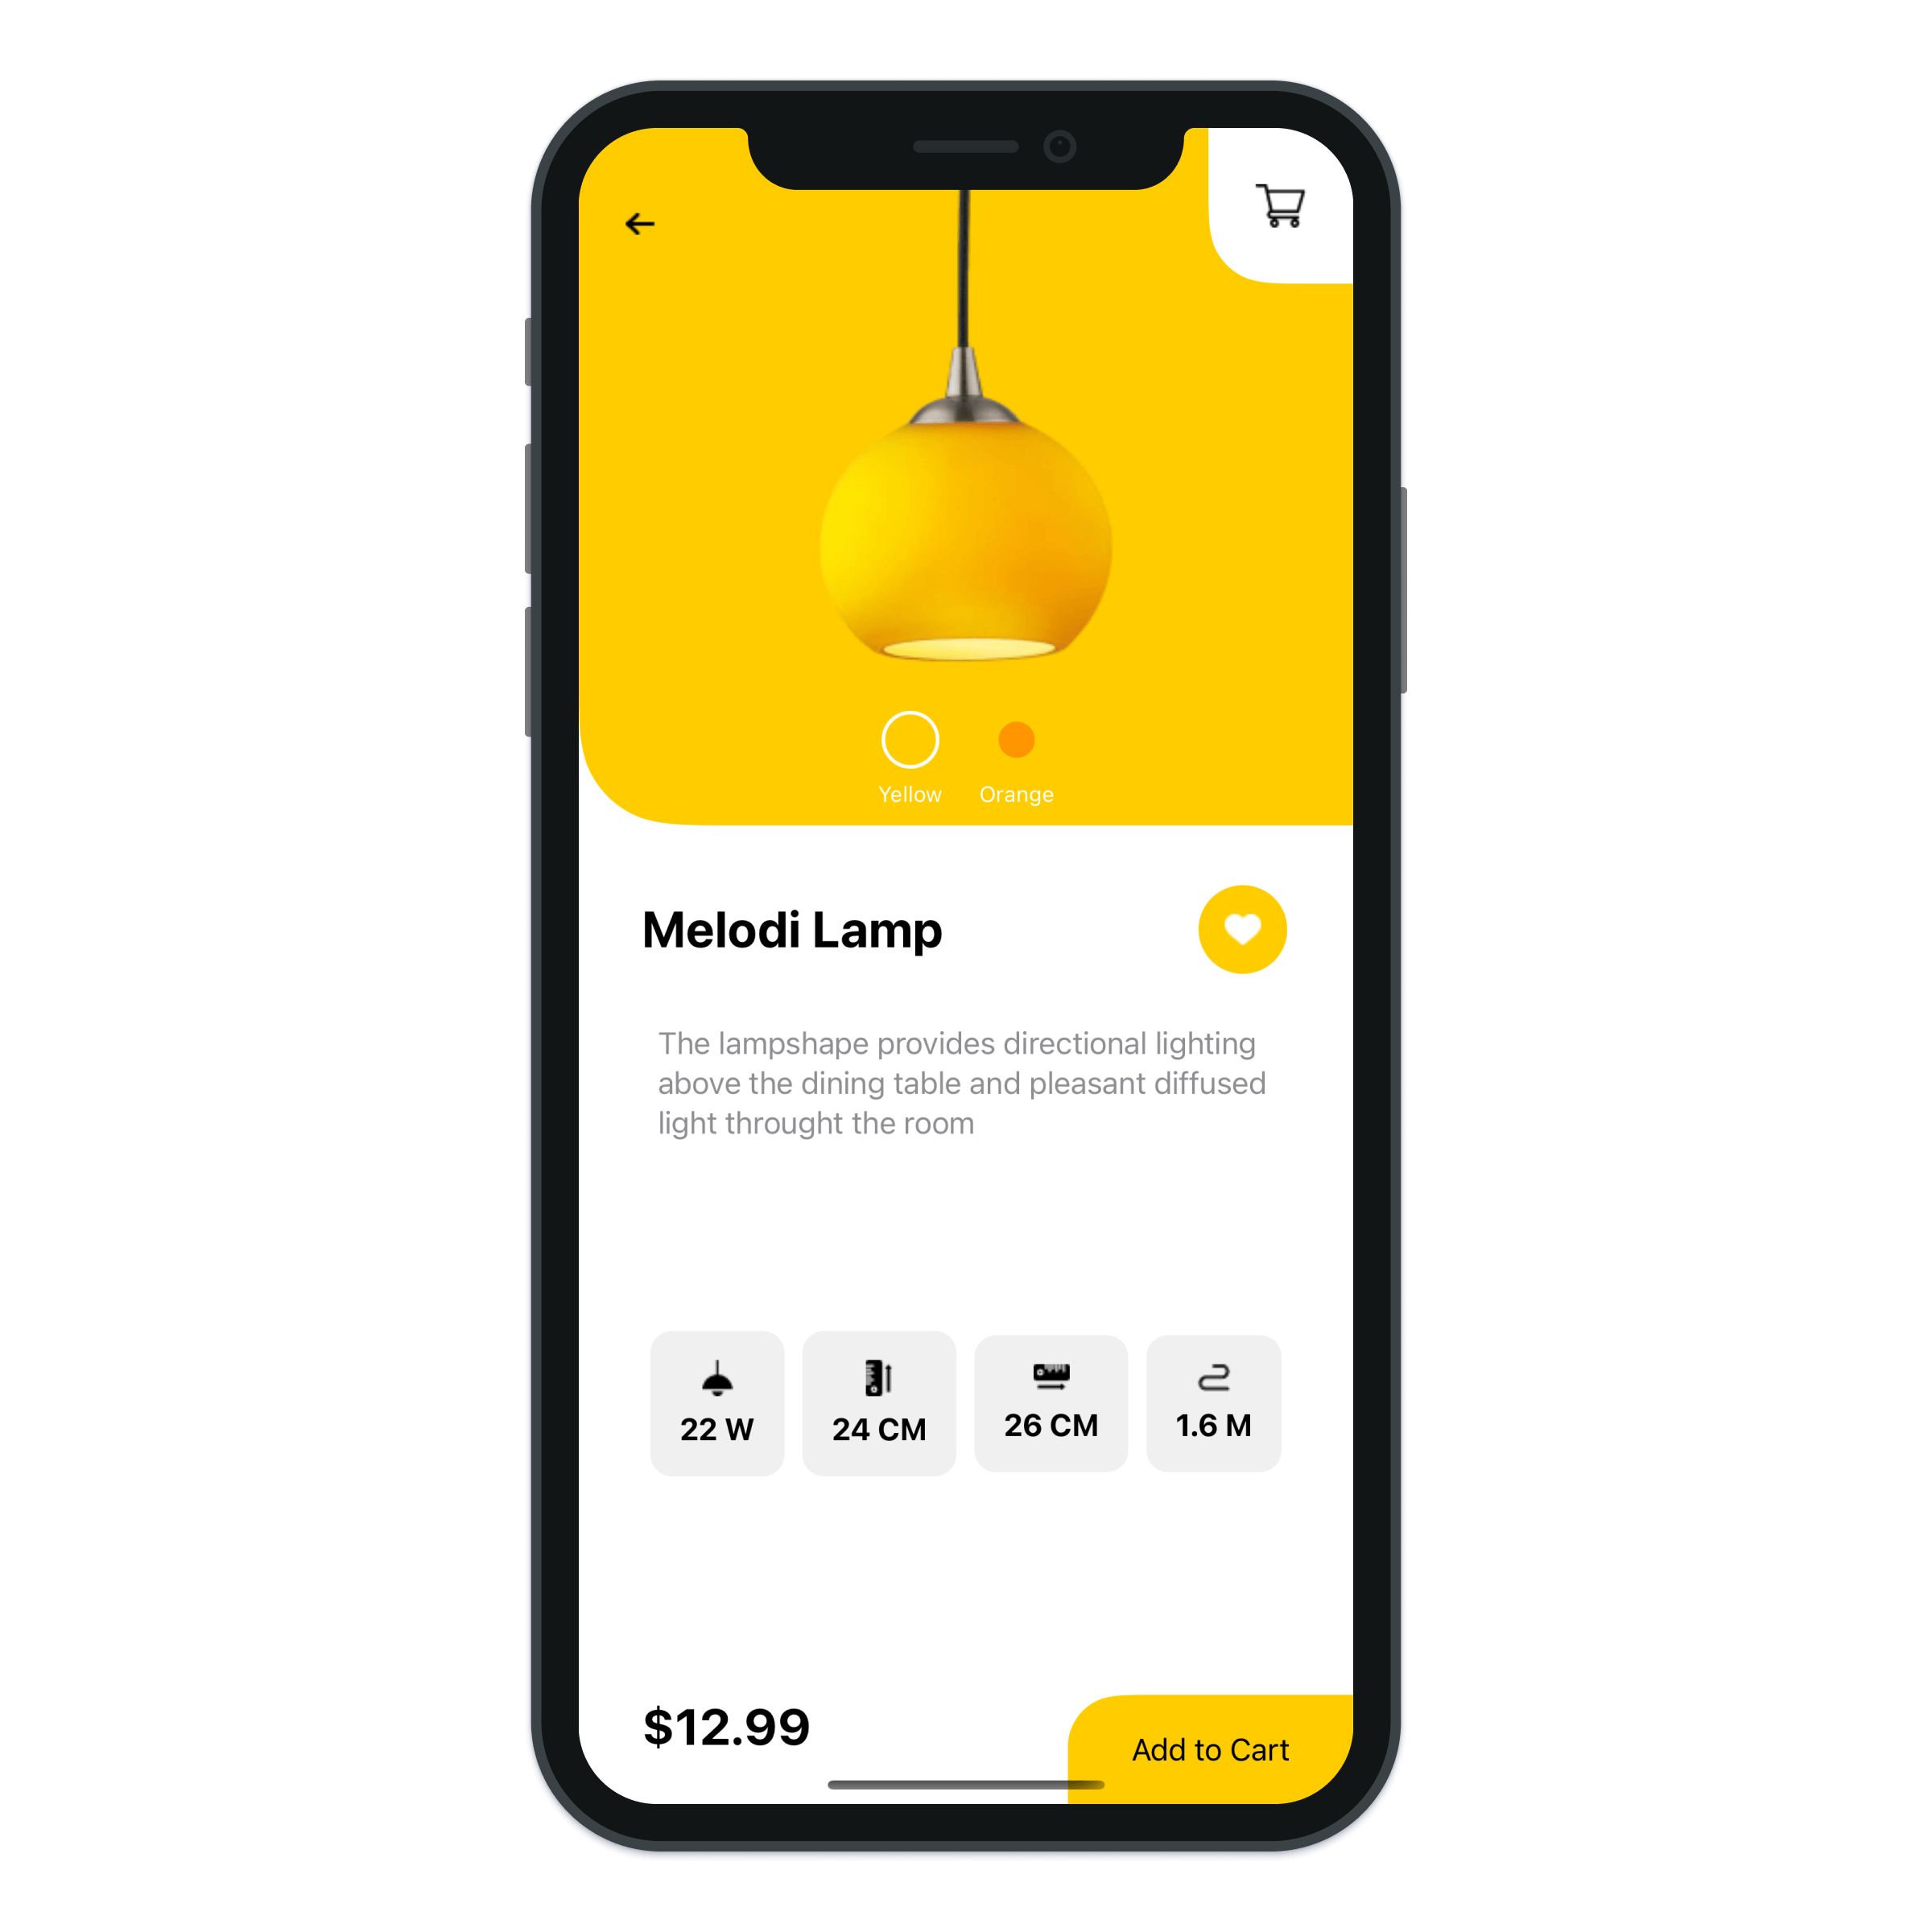 Yellow Orange
Melodi Lamp
The lampshape provides directional lighting
above the dining table and pleasant diffused
light throught the room
22 W 24 CM 26 CM 1.6 M
$12.99
Add to Cart